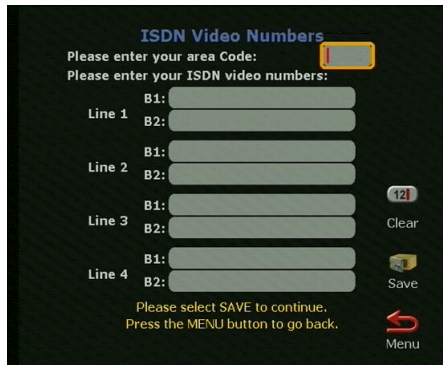 ISDN Video Numbers
Please enter your area Code:
Please enter your ISDN video numbers:
Line 1
B1:
B2:
Line 2
B1:
B2:
Line 3
B1:
B2:
Line 4
B1:
B2:
12
Clear
Save
Menu
Please select SAVE to continue.
Press the MENU button to go back.